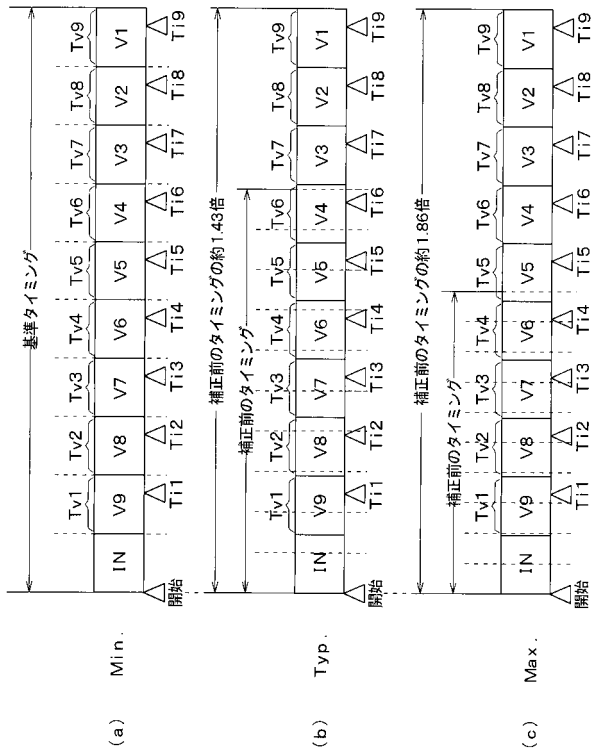 (a) Min.
基準タイミング
Tv1 Tv2 Tv3 Tv4 Tv5 Tv6 Tv7 Tv8 Tv9
IN V9 V8 V7 V6 V5 V4 V3 V2 V1
開始 Ti1 Ti2 Ti3 Ti4 Ti5 Ti6 Ti7 Ti8 Ti9
(b) Typ.
補正前のタイミングの約1.43倍
補正前のタイミング
Tv1 Tv2 Tv3 Tv4 Tv5 Tv6 Tv7 Tv8 Tv9
IN V9 V8 V7 V6 V5 V4 V3 V2 V1
開始 Ti1 Ti2 Ti3 Ti4 Ti5 Ti6 Ti7 Ti8 Ti9
(c) Max.
補正前のタイミングの約1.86倍
補正前のタイミング
Tv1 Tv2 Tv3 Tv4 Tv5 Tv6 Tv7 Tv8 Tv9
IN V9 V8 V7 V6 V5 V4 V3 V2 V1
開始 Ti1 Ti2 Ti3 Ti4 Ti5 Ti6 Ti7 Ti8 Ti9